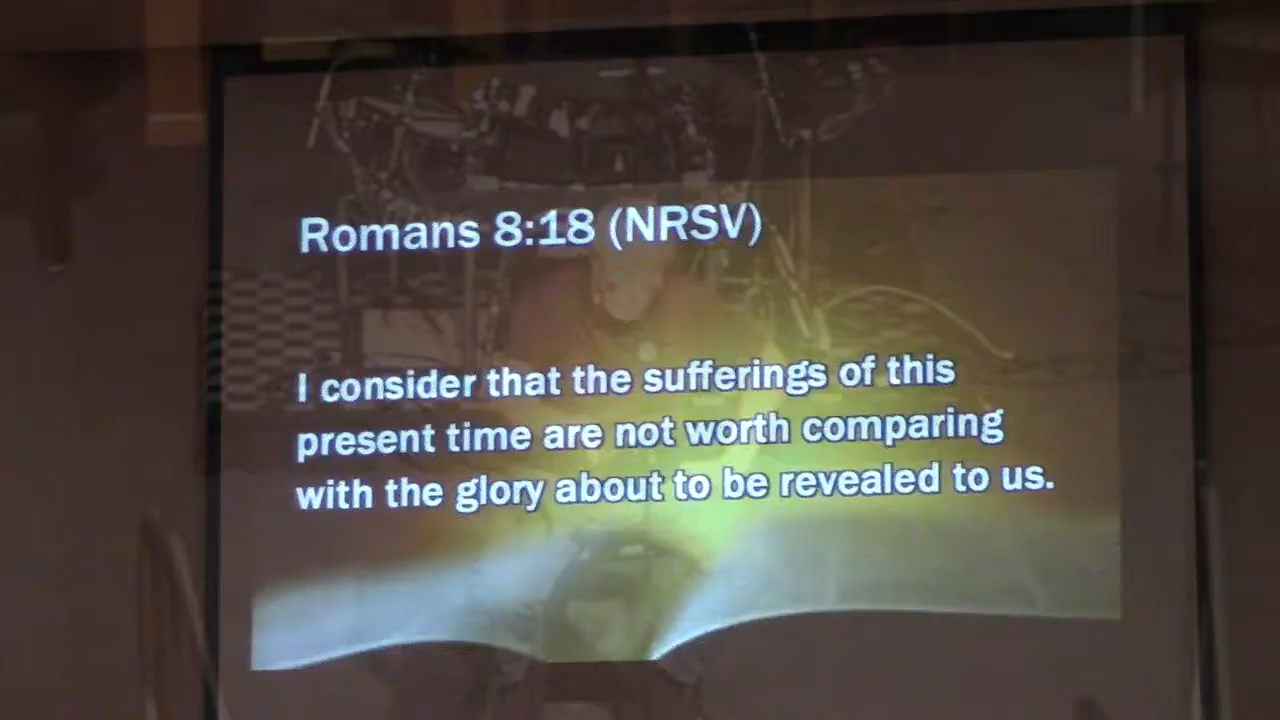 Romans 8:18 (NRSV)
I consider that the sufferings of this
present time are not worth comparing
with the glory about to be revealed to us.